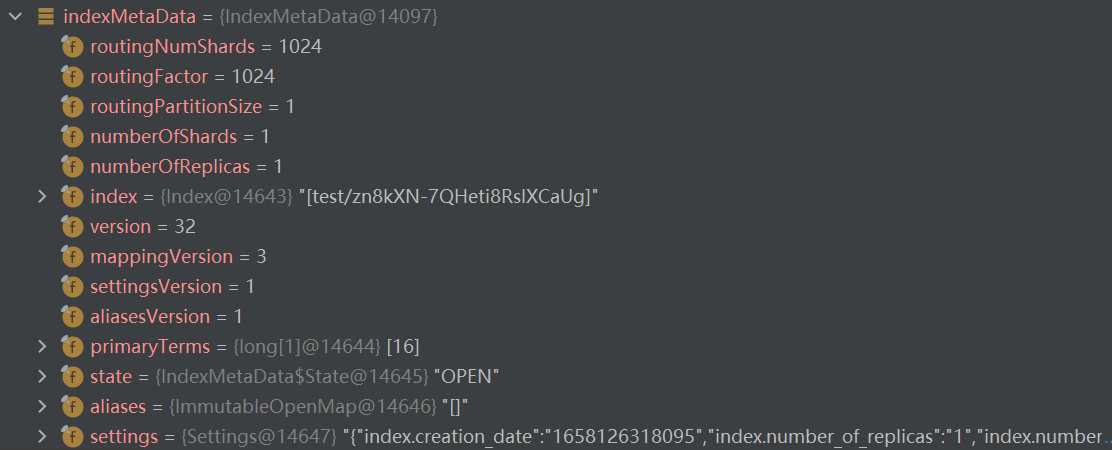 indexMetaData = {IndexMetaData@14097}
routingNumShards = 1024
routingFactor = 1024
routingPartitionSize = 1
numberOfShards = 1
numberOfReplicas = 1
index = {Index@14643} "[test/zn8kXN-7QHeti8RslXCaUg]"
version = 32
mappingVersion = 3
settingsVersion = 1
aliasesVersion = 1
primaryTerms = {long[1]@14644} [16]
state = {IndexMetaData$State@14645} "OPEN"
aliases = {ImmutableOpenMap@14646} "[]"
settings = {Settings@14647} "{"index.creation_date":"1658126318095","index.number_of_replicas":"1","index.number...